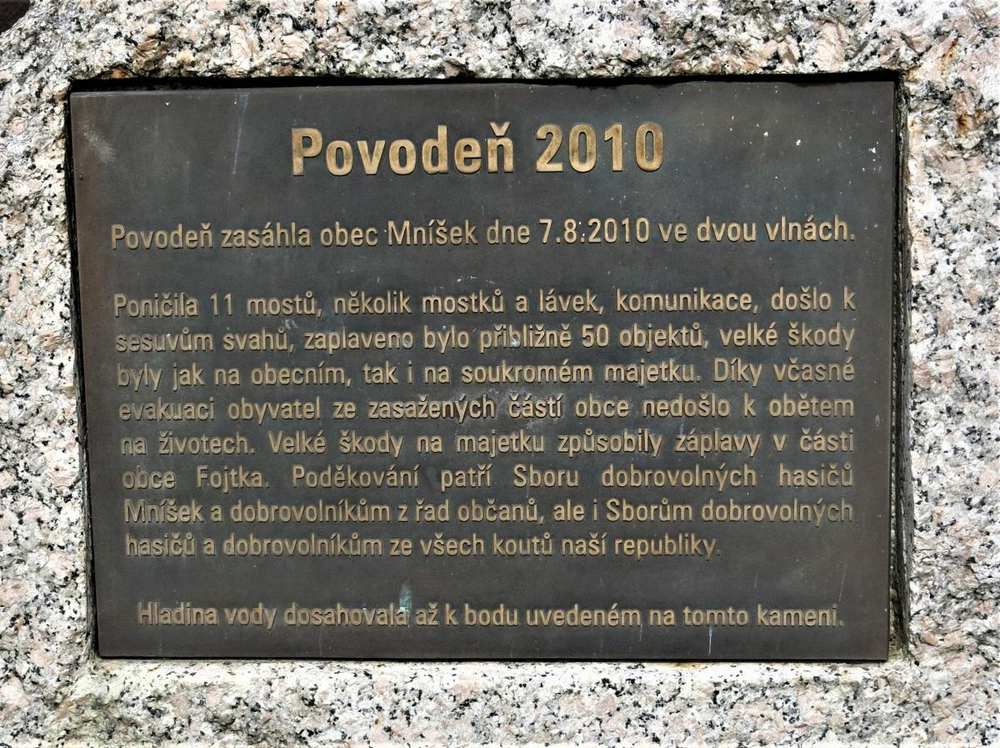 Povodeň 2010
Povodeň zasáhla obec Mníšek dne 7.8.2010 ve dvou vlnách.
Poničila 11 mostů, několik mostků a lávek, komunikace, došlo k
sesuvům svahů, zaplaveno bylo přibližně 50 objektů, velké škody
byly jak na obecním, tak i na soukromém majetku. Díky včasné
evakuaci obyvatel ze zasažených částí obce nedošlo k obětem
na životech. Velké škody na majetku způsobily záplavy v části
obce Fojtka. Poděkování patří Sboru dobrovolných hasičů
Mníšek a dobrovolníkům z řad občanů, ale i Sborům dobrovolných
hasičů a dobrovolníkům ze všech koutů naší republiky.
Hladina vody dosahovala až k bodu uvedeném na tomto kameni.